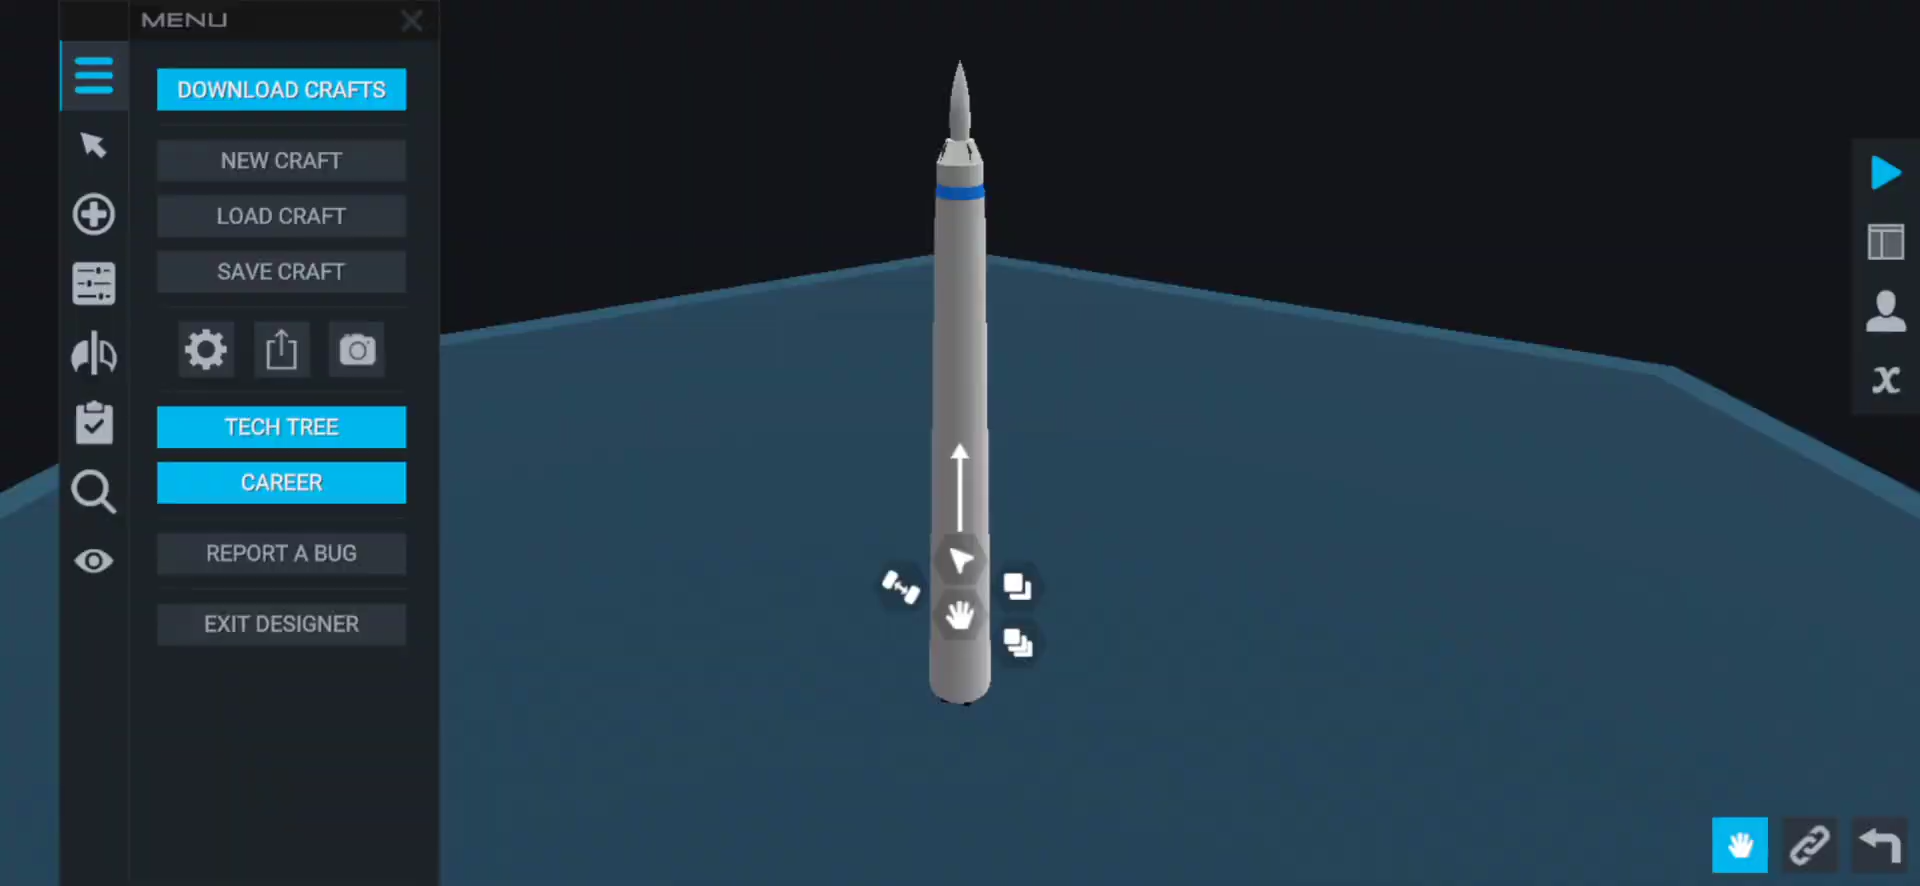 MENU
DOWNLOAD CRAFTS
NEW CRAFT
LOAD CRAFT
SAVE CRAFT
TECH TREE
CAREER
REPORT A BUG
EXIT DESIGNER
x